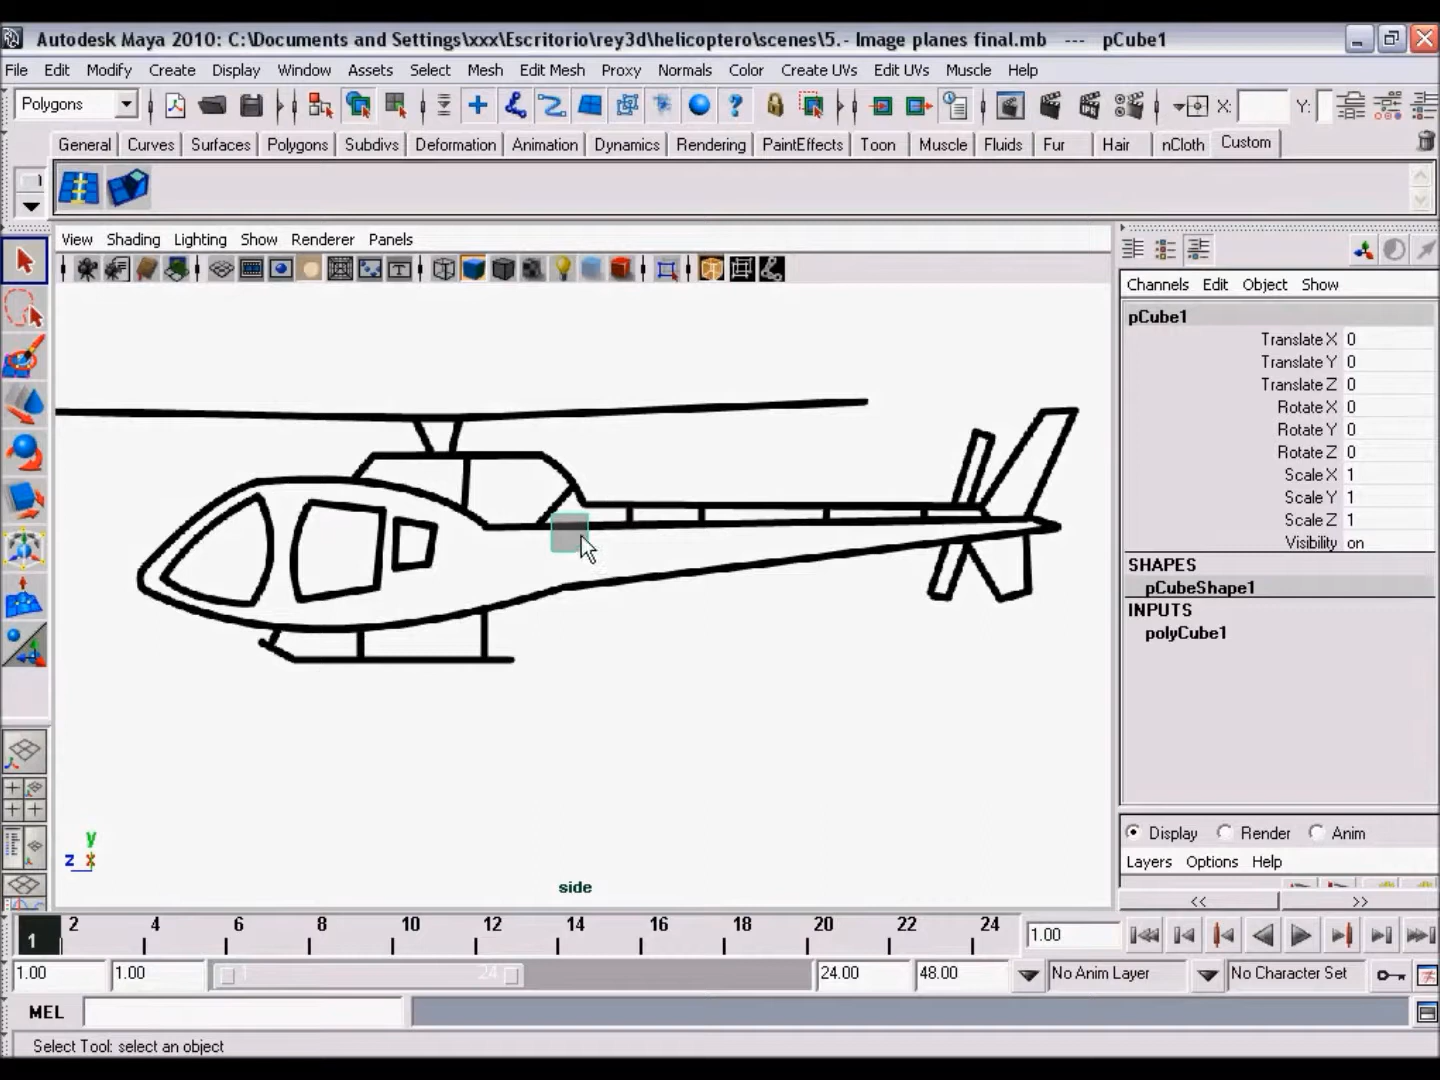 Autodesk Maya 2010: C:\Documents and Settings\xxx\Escritorio\rey3d\helicoptero\scenes\5.- Image planes final.mb --- pCube1
File Edit Modify Create Display Window Assets Select Mesh Edit Mesh Proxy Normals Color Create UVs Edit UVs Muscle Help
Polygons X: Y:
General Curves Surfaces Polygons Subdivs Deformation Animation Dynamics Rendering PaintEffects Toon Muscle Fluids Fur Hair nCloth Custom
View Shading Lighting Show Renderer Panels
Channels Edit Object Show
pCube1
Translate X 0
Translate Y 0
Translate Z 0
Rotate X 0
Rotate Y 0
Rotate Z 0
Scale X 1
Scale Y 1
Scale Z 1
Visibility on
SHAPES
pCubeShape1
INPUTS
polyCube1
y
z x
side
Display Render Anim
Layers Options Help
<< >>
1 2 4 6 8 10 12 14 16 18 20 22 24 1.00
1.00 1.00 1 24 24.00 48.00 No Anim Layer No Character Set
MEL
Select Tool: select an object